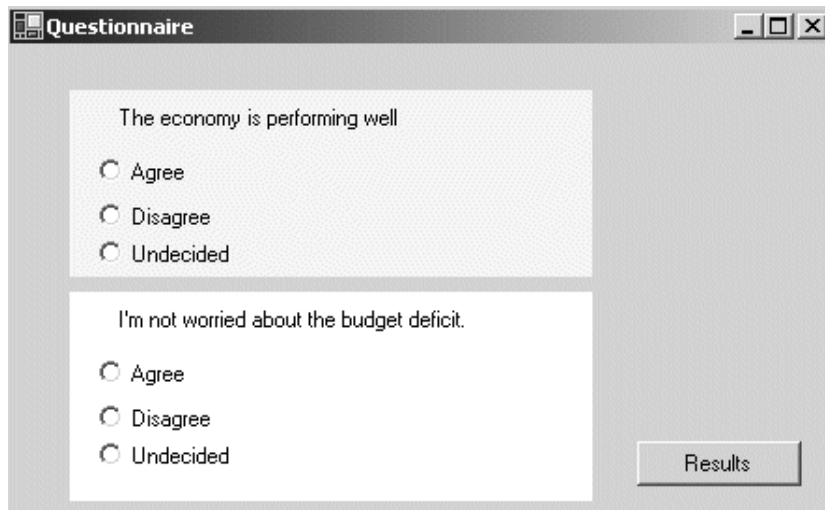 Questionnaire
The economy is performing well
Agree
Disagree
Undecided
I'm not worried about the budget deficit.
Agree
Disagree
Undecided
Results